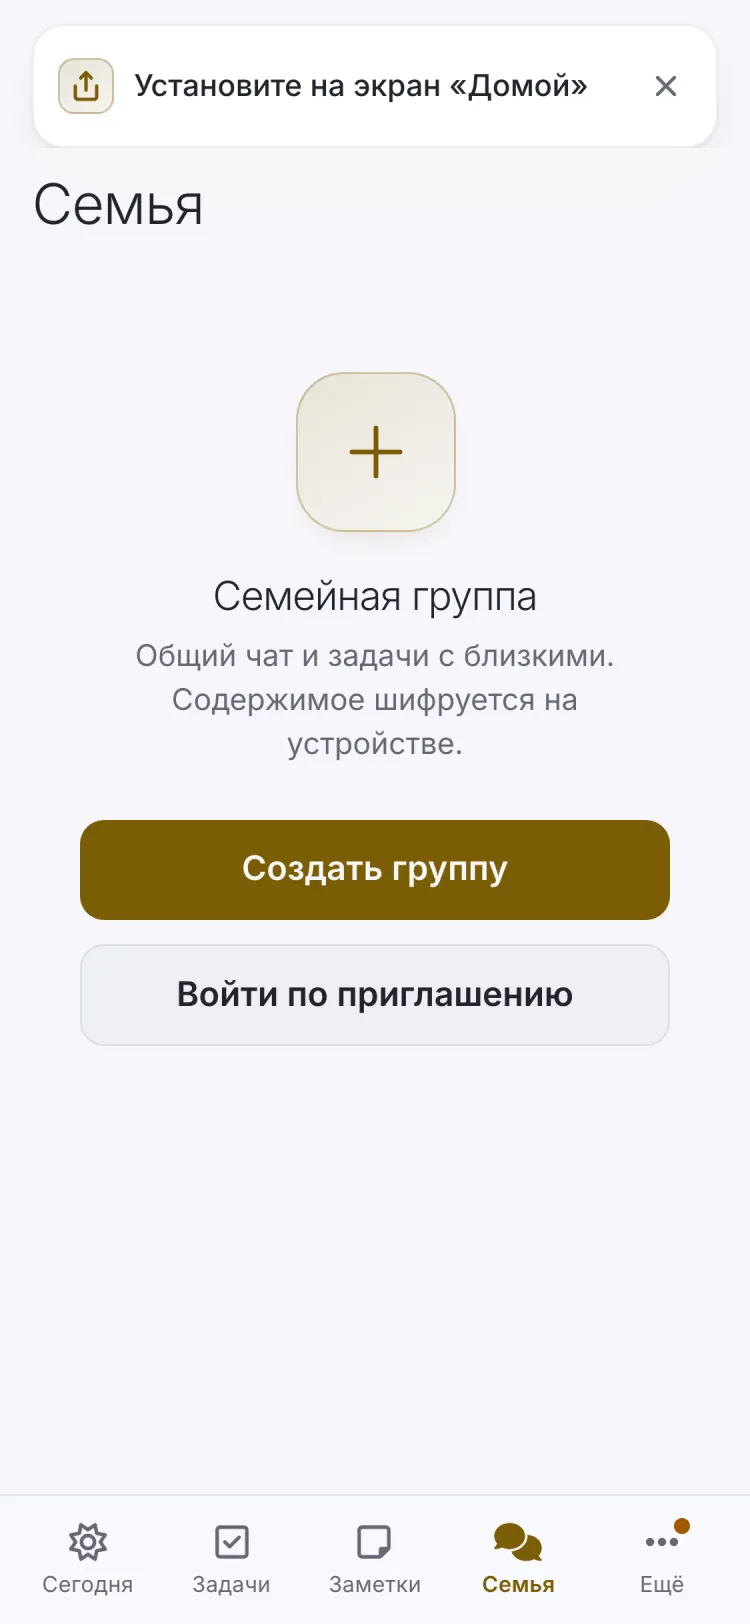 Установите на экран «Домой»
Семья
Семейная группа
Общий чат и задачи с близкими.
Содержимое шифруется на
устройстве.
Создать группу
Войти по приглашению
Сегодня
Задачи
Заметки
Семья
Ещё